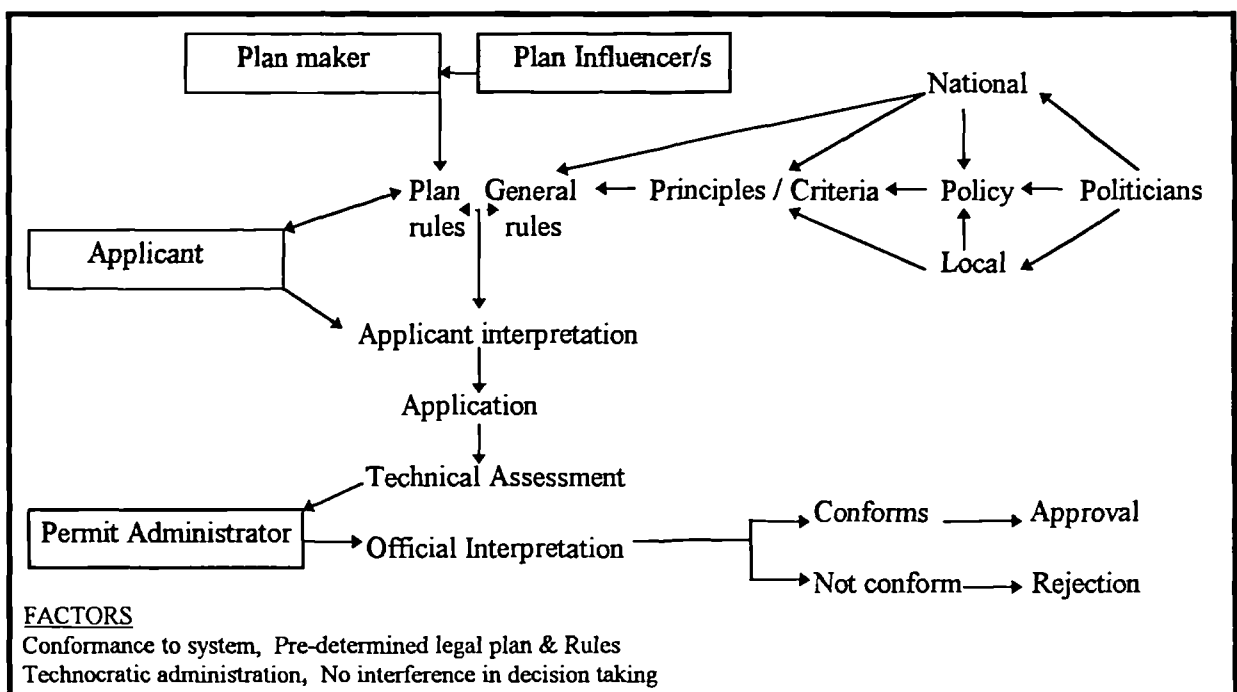 Plan maker
Plan Influencer/s
National
Plan General
rules rules
Principles / Criteria
Policy
Politicians
Local
Applicant
Applicant interpretation
Application
Technical Assessment
Permit Administrator
Official Interpretation
Conforms
Approval
Not conform
Rejection
FACTORS
Conformance to system, Pre-determined legal plan & Rules
Technocratic administration, No interference in decision taking